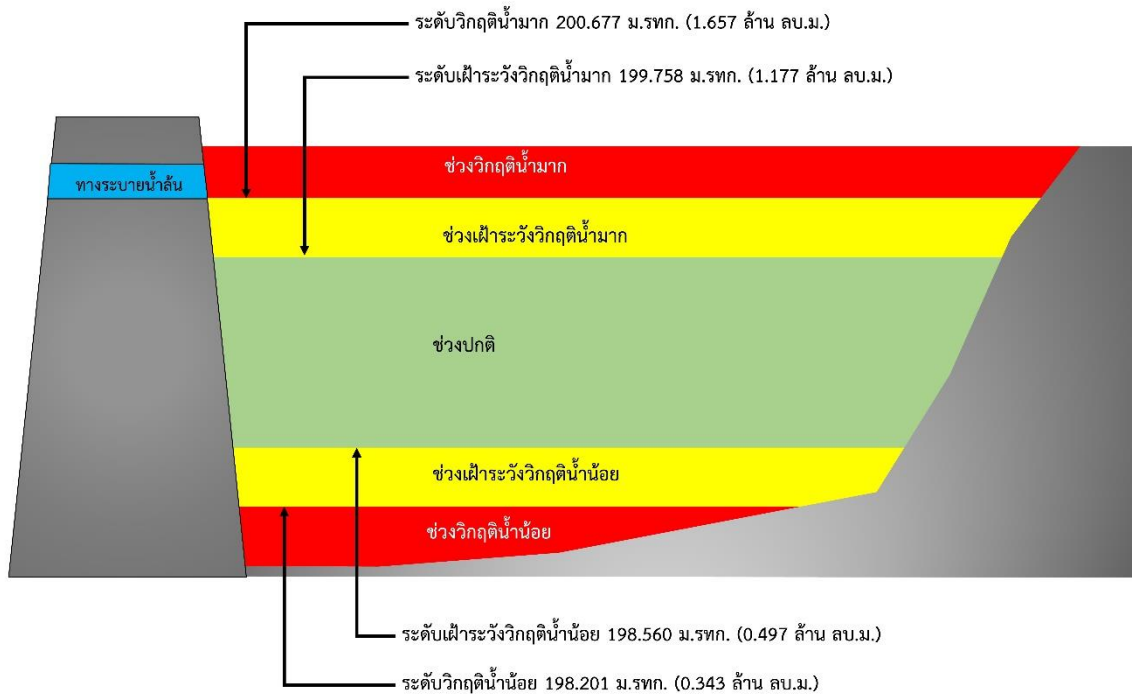 ระดับวิกฤติน้ำมาก 200.677 ม.รทก. (1.657 ล้าน ลบ.ม.)
ระดับเฝ้าระวังวิกฤติน้ำมาก 199.758 ม.รทก. (1.177 ล้าน ลบ.ม.)
ช่วงวิกฤติน้ำมาก
ทางระบายน้ำล้น
ช่วงเฝ้าระวังวิกฤติน้ำมาก
ช่วงปกติ
ช่วงเฝ้าระวังวิกฤติน้ำน้อย
ช่วงวิกฤติน้ำน้อย
ระดับเฝ้าระวังวิกฤติน้ำน้อย 198.560 ม.รทก. (0.497 ล้าน ลบ.ม.)
ระดับวิกฤติน้ำน้อย 198.201 ม.รทก. (0.343 ล้าน ลบ.ม.)